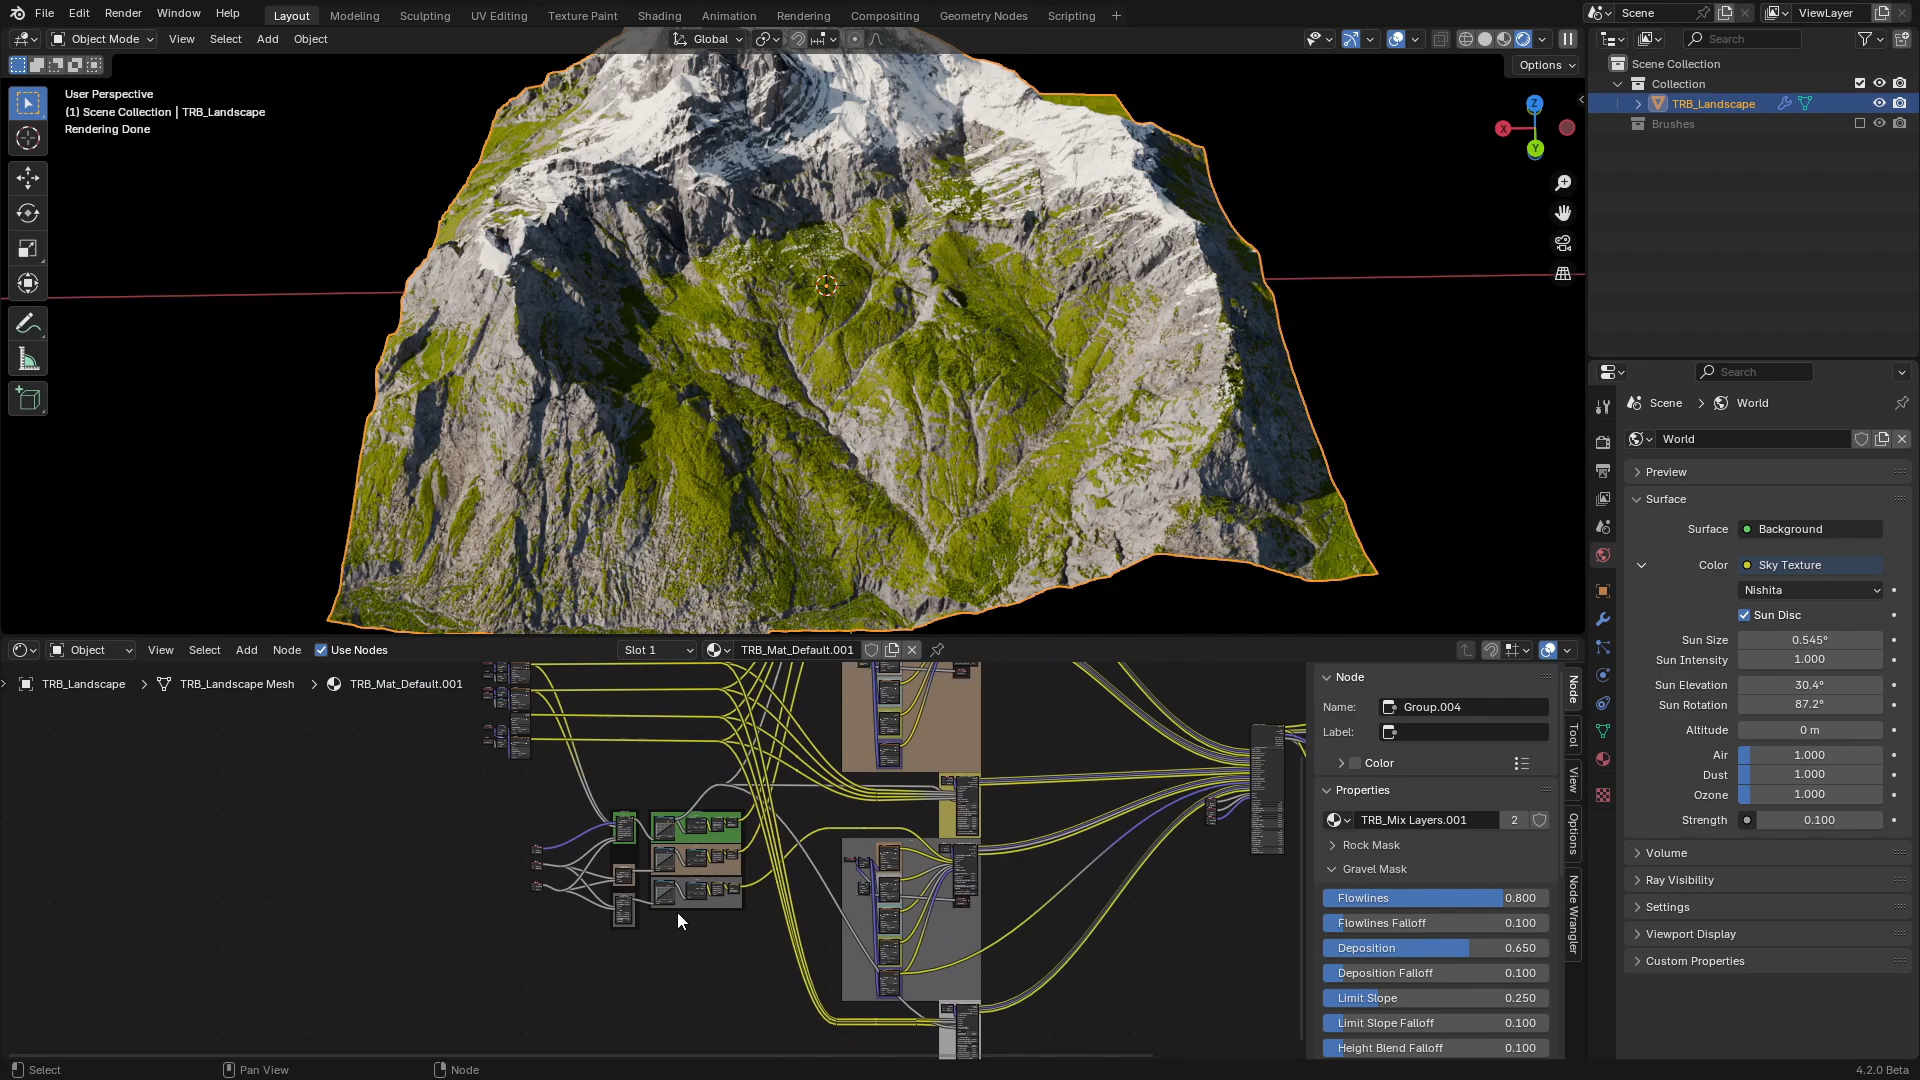 File Edit Render Window Help
Layout Modeling Sculpting UV Editing Texture Paint Shading Animation Rendering Compositing Geometry Nodes Scripting
Scene
ViewLayer
Object Mode View Select Add Object
Global
Options
User Perspective
(1) Scene Collection | TRB_Landscape
Rendering Done
Z
X
Y
Search
Scene Collection
Collection
TRB_Landscape
Brushes
Search
Scene World
World
Preview
Surface
Surface Background
Color Sky Texture
Nishita
Sun Disc
Sun Size 0.545°
Sun Intensity 1.000
Sun Elevation 30.4°
Sun Rotation 87.2°
Altitude 0 m
Air 1.000
Dust 1.000
Ozone 1.000
Strength 0.100
Volume
Ray Visibility
Settings
Viewport Display
Custom Properties
Object View Select Add Node Use Nodes
Slot 1
TRB_Mat_Default.001
TRB_Landscape TRB_Landscape Mesh TRB_Mat_Default.001
Node
Name: Group.004
Label:
Color
Properties
TRB_Mix Layers.001 2
Rock Mask
Gravel Mask
Flowlines 0.800
Flowlines Falloff 0.100
Deposition 0.650
Deposition Falloff 0.100
Limit Slope 0.250
Limit Slope Falloff 0.100
Height Blend Falloff 0.100
Node
Tool
View
Options
Node Wrangler
Select
Pan View
Node
4.2.0 Beta